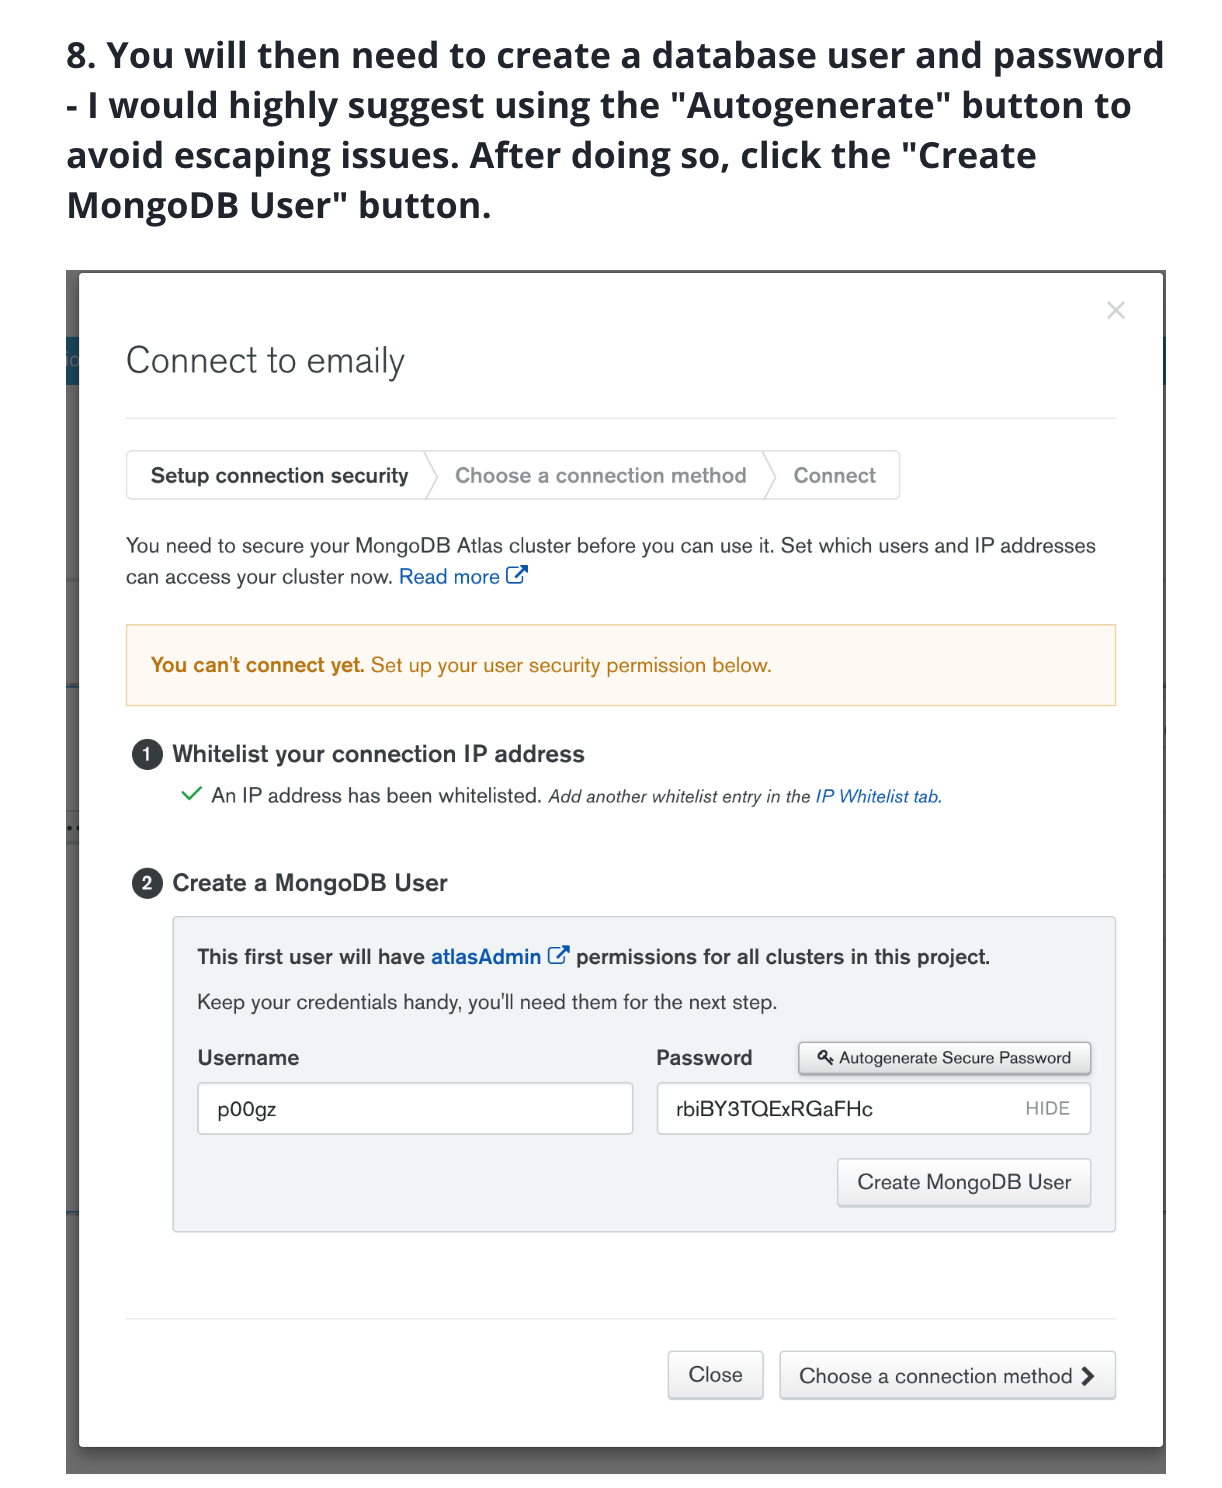 8. You will then need to create a database user and password
- I would highly suggest using the "Autogenerate" button to
avoid escaping issues. After doing so, click the "Create
MongoDB User" button.
Connect to emaily
Setup connection security
Choose a connection method
Connect
You need to secure your MongoDB Atlas cluster before you can use it. Set which users and IP addresses
can access your cluster now. Read more
You can't connect yet. Set up your user security permission below.
1 Whitelist your connection IP address
An IP address has been whitelisted. Add another whitelist entry in the IP Whitelist tab.
2 Create a MongoDB User
This first user will have atlasAdmin permissions for all clusters in this project.
Keep your credentials handy, you'll need them for the next step.
Username
Password
Autogenerate Secure Password
p00gz
rbiBY3TQExRGaFHc
HIDE
Create MongoDB User
Close
Choose a connection method